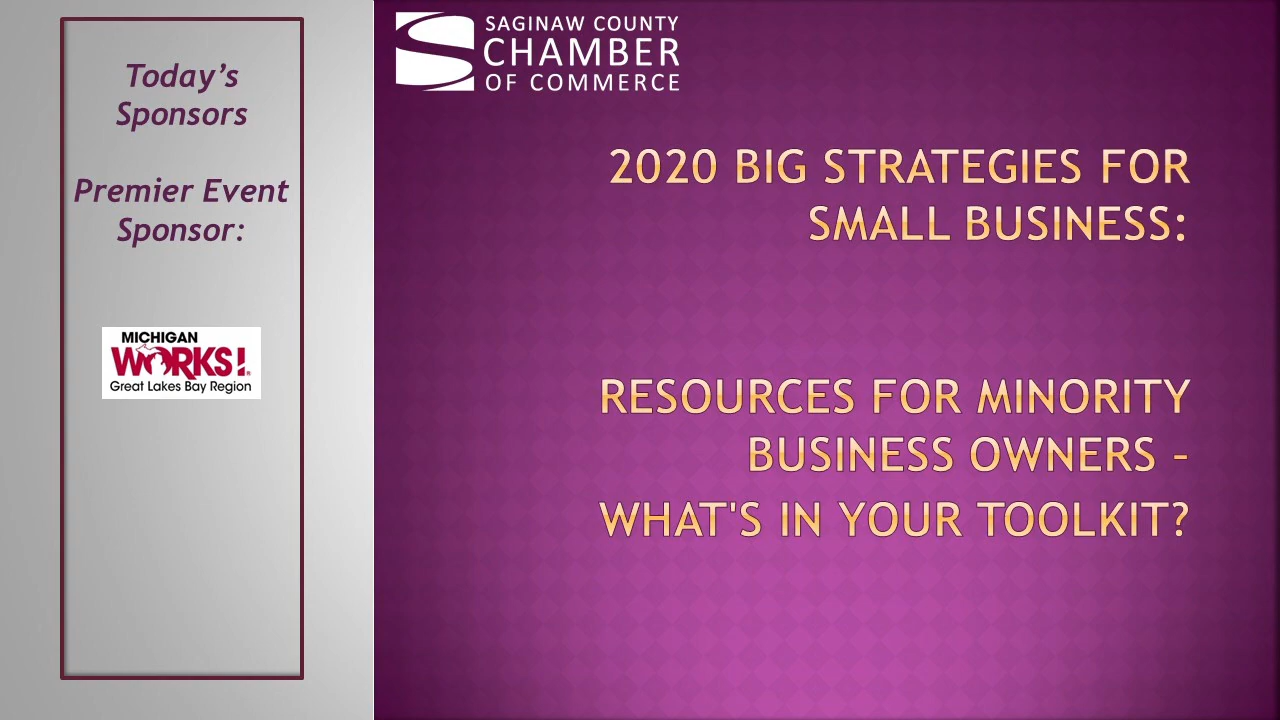 Today’s
Sponsors
Premier Event
Sponsor:
MICHIGAN
WORKS!®
Great Lakes Bay Region
SAGINAW COUNTY
CHAMBER
OF COMMERCE
2020 BIG STRATEGIES FOR
SMALL BUSINESS:
RESOURCES FOR MINORITY
BUSINESS OWNERS –
WHAT'S IN YOUR TOOLKIT?